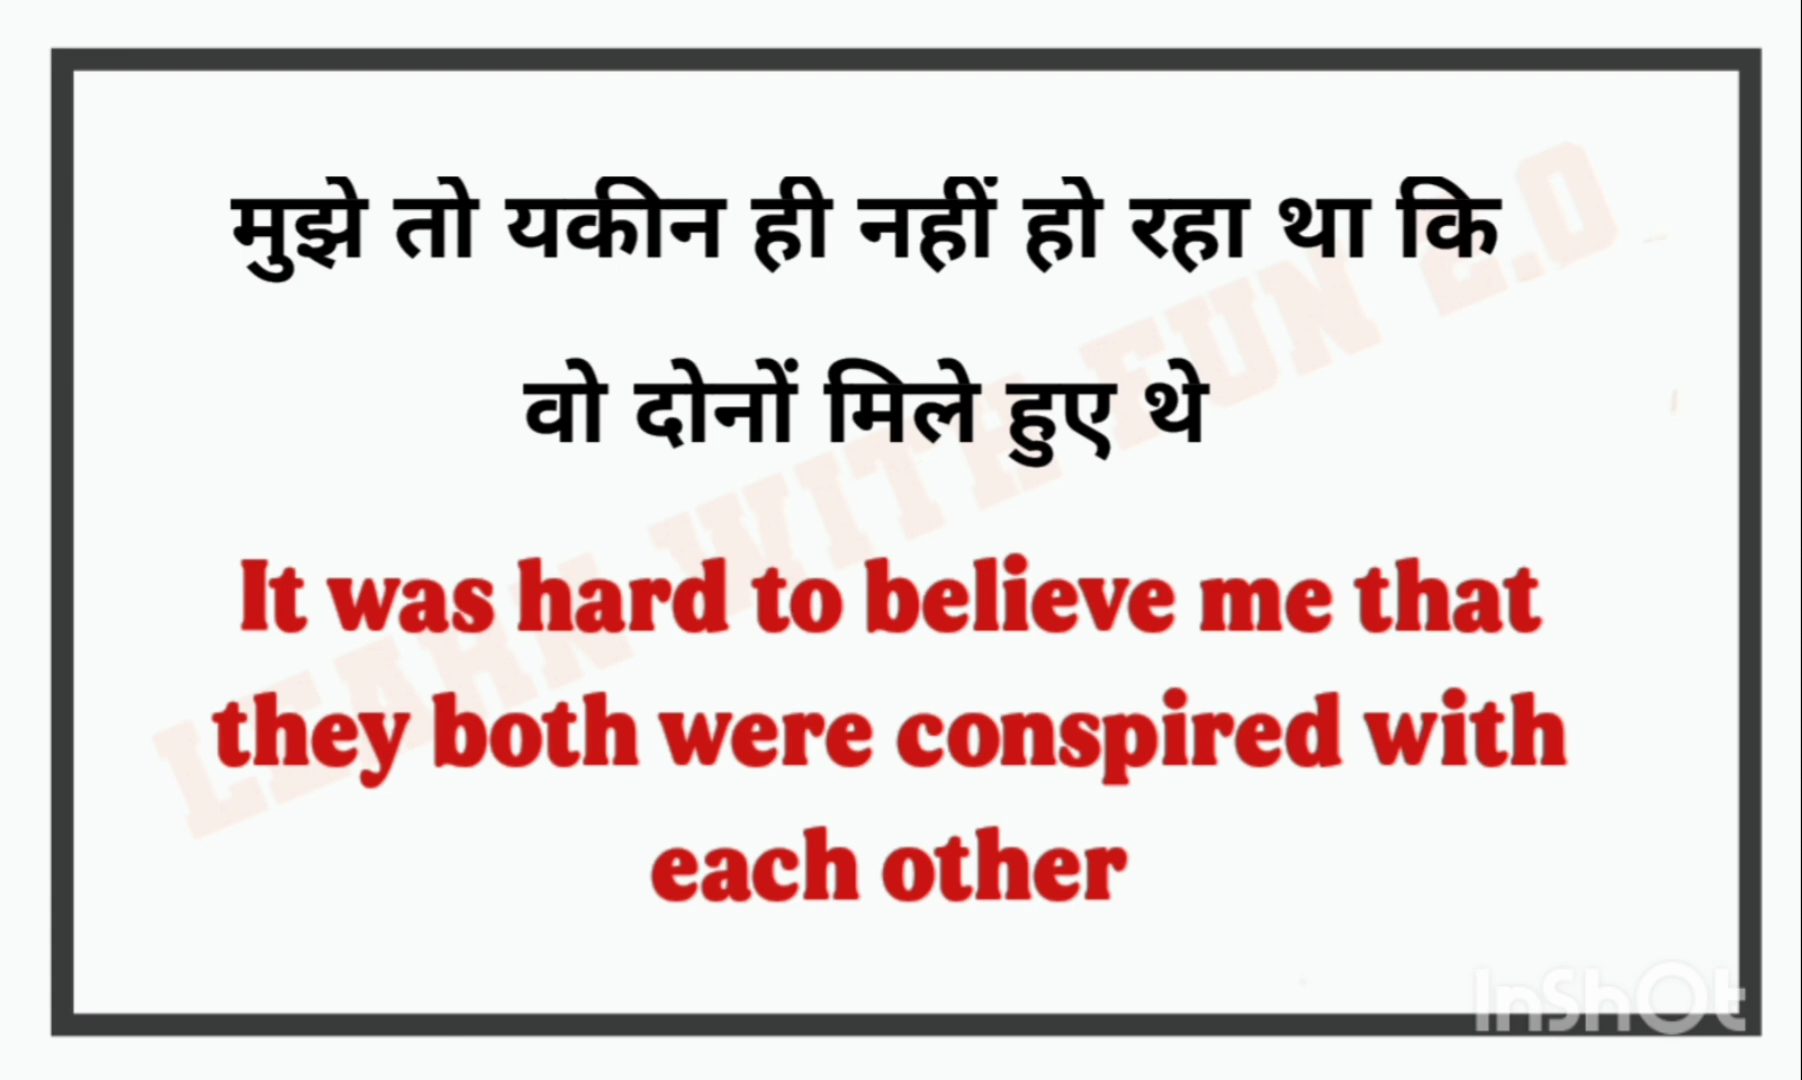 मुझे तो यकीन ही नहीं हो रहा था कि
वो दोनों मिले हुए थे
It was hard to believe me that
they both were conspired with
each other
LEARN WITH FUN 2.0
InShOt